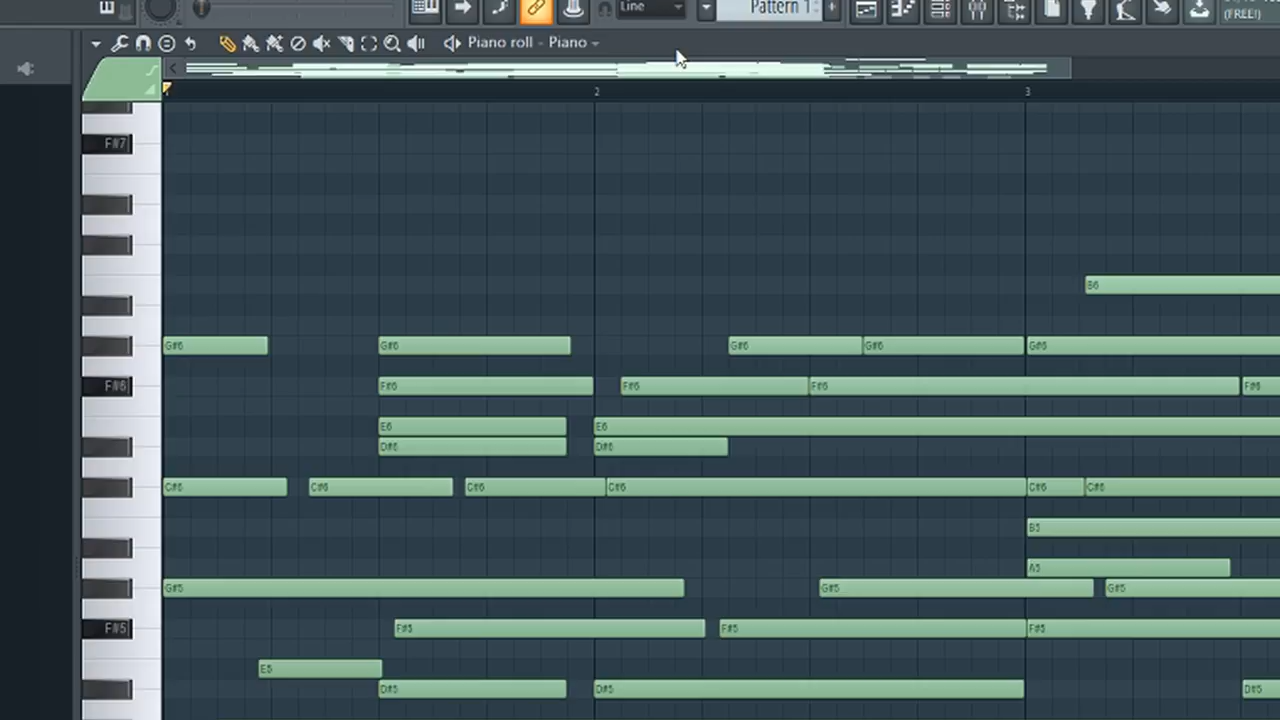 Line Pattern 1 + (FREE!)
Piano roll - Piano
2 3
F#7
B6
G#6 G#6 G#6 G#6 G#6
F#6 F#6 F#6 F#6 F#6
E6 E6
D#6 D#6
C#6 C#6 C#6 C#6 C#6 C#6
B5
A5
G#5 G#5 G#5
F#5 F#5 F#5 F#5
E5
D#5 D#5 D#5